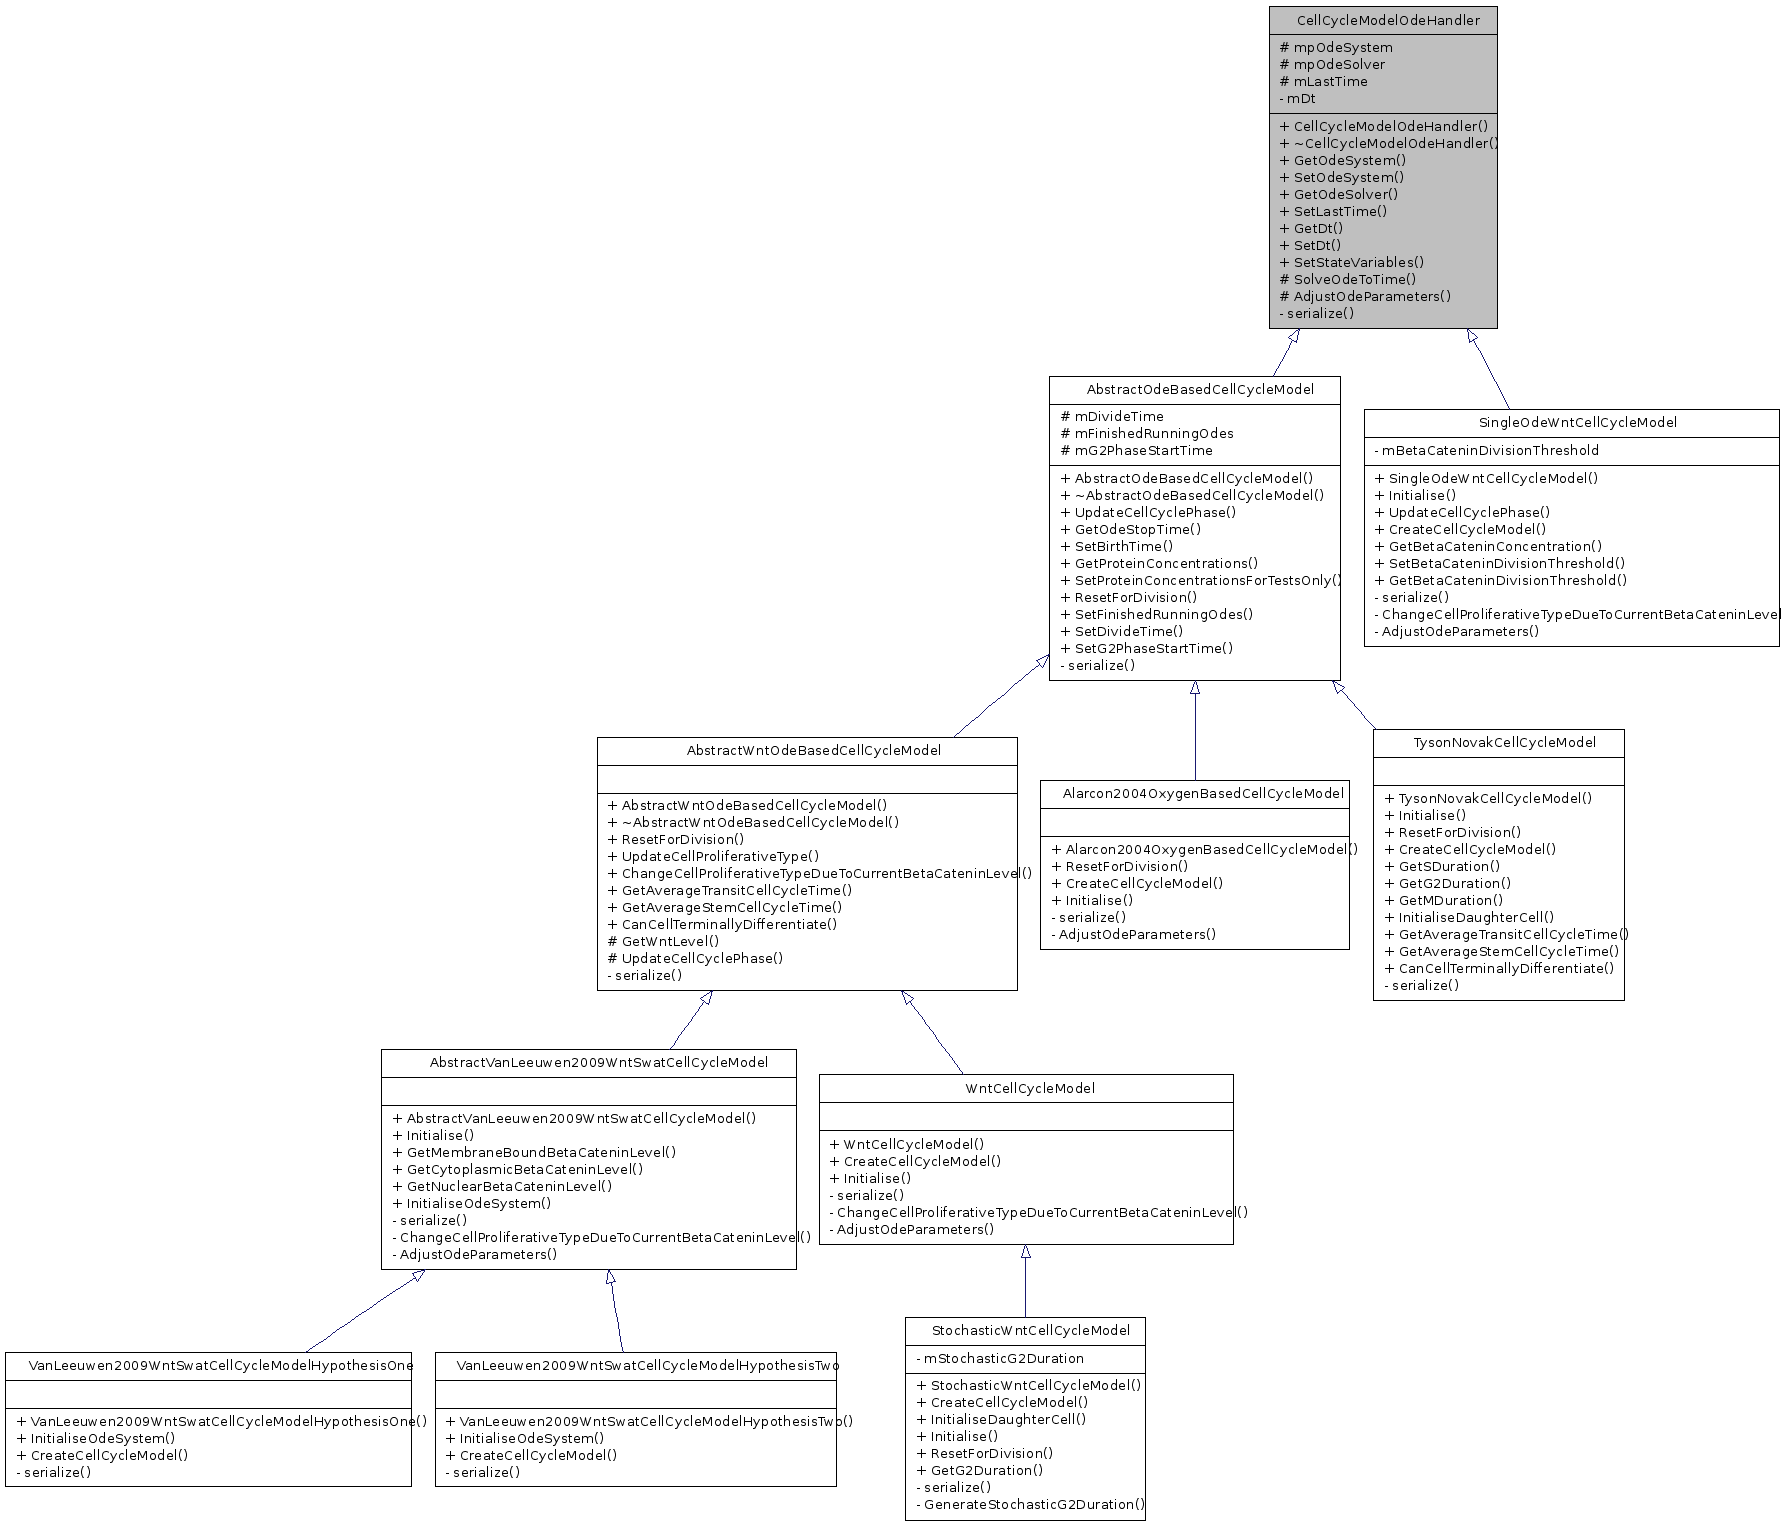 CellCycleModelOdeHandler
# mpOdeSystem
# mpOdeSolver
# mLastTime
- mDt
+ CellCycleModelOdeHandler()
+ ~CellCycleModelOdeHandler()
+ GetOdeSystem()
+ SetOdeSystem()
+ GetOdeSolver()
+ SetLastTime()
+ GetDt()
+ SetDt()
+ SetStateVariables()
# SolveOdeToTime()
# AdjustOdeParameters()
- serialize()
AbstractOdeBasedCellCycleModel
# mDivideTime
# mFinishedRunningOdes
# mG2PhaseStartTime
+ AbstractOdeBasedCellCycleModel()
+ ~AbstractOdeBasedCellCycleModel()
+ UpdateCellCyclePhase()
+ GetOdeStopTime()
+ SetBirthTime()
+ GetProteinConcentrations()
+ SetProteinConcentrationsForTestsOnly()
+ ResetForDivision()
+ SetFinishedRunningOdes()
+ SetDivideTime()
+ SetG2PhaseStartTime()
- serialize()
SingleOdeWntCellCycleModel
- mBetaCateninDivisionThreshold
+ SingleOdeWntCellCycleModel()
+ Initialise()
+ UpdateCellCyclePhase()
+ CreateCellCycleModel()
+ GetBetaCateninConcentration()
+ SetBetaCateninDivisionThreshold()
+ GetBetaCateninDivisionThreshold()
- serialize()
- ChangeCellProliferativeTypeDueToCurrentBetaCateninLevel
- AdjustOdeParameters()
AbstractWntOdeBasedCellCycleModel
+ AbstractWntOdeBasedCellCycleModel()
+ ~AbstractWntOdeBasedCellCycleModel()
+ ResetForDivision()
+ UpdateCellProliferativeType()
+ ChangeCellProliferativeTypeDueToCurrentBetaCateninLevel()
+ GetAverageTransitCellCycleTime()
+ GetAverageStemCellCycleTime()
+ CanCellTerminallyDifferentiate()
# GetWntLevel()
# UpdateCellCyclePhase()
- serialize()
Alarcon2004OxygenBasedCellCycleModel
+ Alarcon2004OxygenBasedCellCycleModel()
+ ResetForDivision()
+ CreateCellCycleModel()
+ Initialise()
- serialize()
- AdjustOdeParameters()
TysonNovakCellCycleModel
+ TysonNovakCellCycleModel()
+ Initialise()
+ ResetForDivision()
+ CreateCellCycleModel()
+ GetSDuration()
+ GetG2Duration()
+ GetMDuration()
+ InitialiseDaughterCell()
+ GetAverageTransitCellCycleTime()
+ GetAverageStemCellCycleTime()
+ CanCellTerminallyDifferentiate()
- serialize()
AbstractVanLeeuwen2009WntSwatCellCycleModel
+ AbstractVanLeeuwen2009WntSwatCellCycleModel()
+ Initialise()
+ GetMembraneBoundBetaCateninLevel()
+ GetCytoplasmicBetaCateninLevel()
+ GetNuclearBetaCateninLevel()
+ InitialiseOdeSystem()
- serialize()
- ChangeCellProliferativeTypeDueToCurrentBetaCateninLevel()
- AdjustOdeParameters()
WntCellCycleModel
+ WntCellCycleModel()
+ CreateCellCycleModel()
+ Initialise()
- serialize()
- ChangeCellProliferativeTypeDueToCurrentBetaCateninLevel()
- AdjustOdeParameters()
VanLeeuwen2009WntSwatCellCycleModelHypothesisOne
+ VanLeeuwen2009WntSwatCellCycleModelHypothesisOne()
+ InitialiseOdeSystem()
+ CreateCellCycleModel()
- serialize()
VanLeeuwen2009WntSwatCellCycleModelHypothesisTwo
+ VanLeeuwen2009WntSwatCellCycleModelHypothesisTwo()
+ InitialiseOdeSystem()
+ CreateCellCycleModel()
- serialize()
StochasticWntCellCycleModel
- mStochasticG2Duration
+ StochasticWntCellCycleModel()
+ CreateCellCycleModel()
+ InitialiseDaughterCell()
+ Initialise()
+ ResetForDivision()
+ GetG2Duration()
- serialize()
- GenerateStochasticG2Duration()